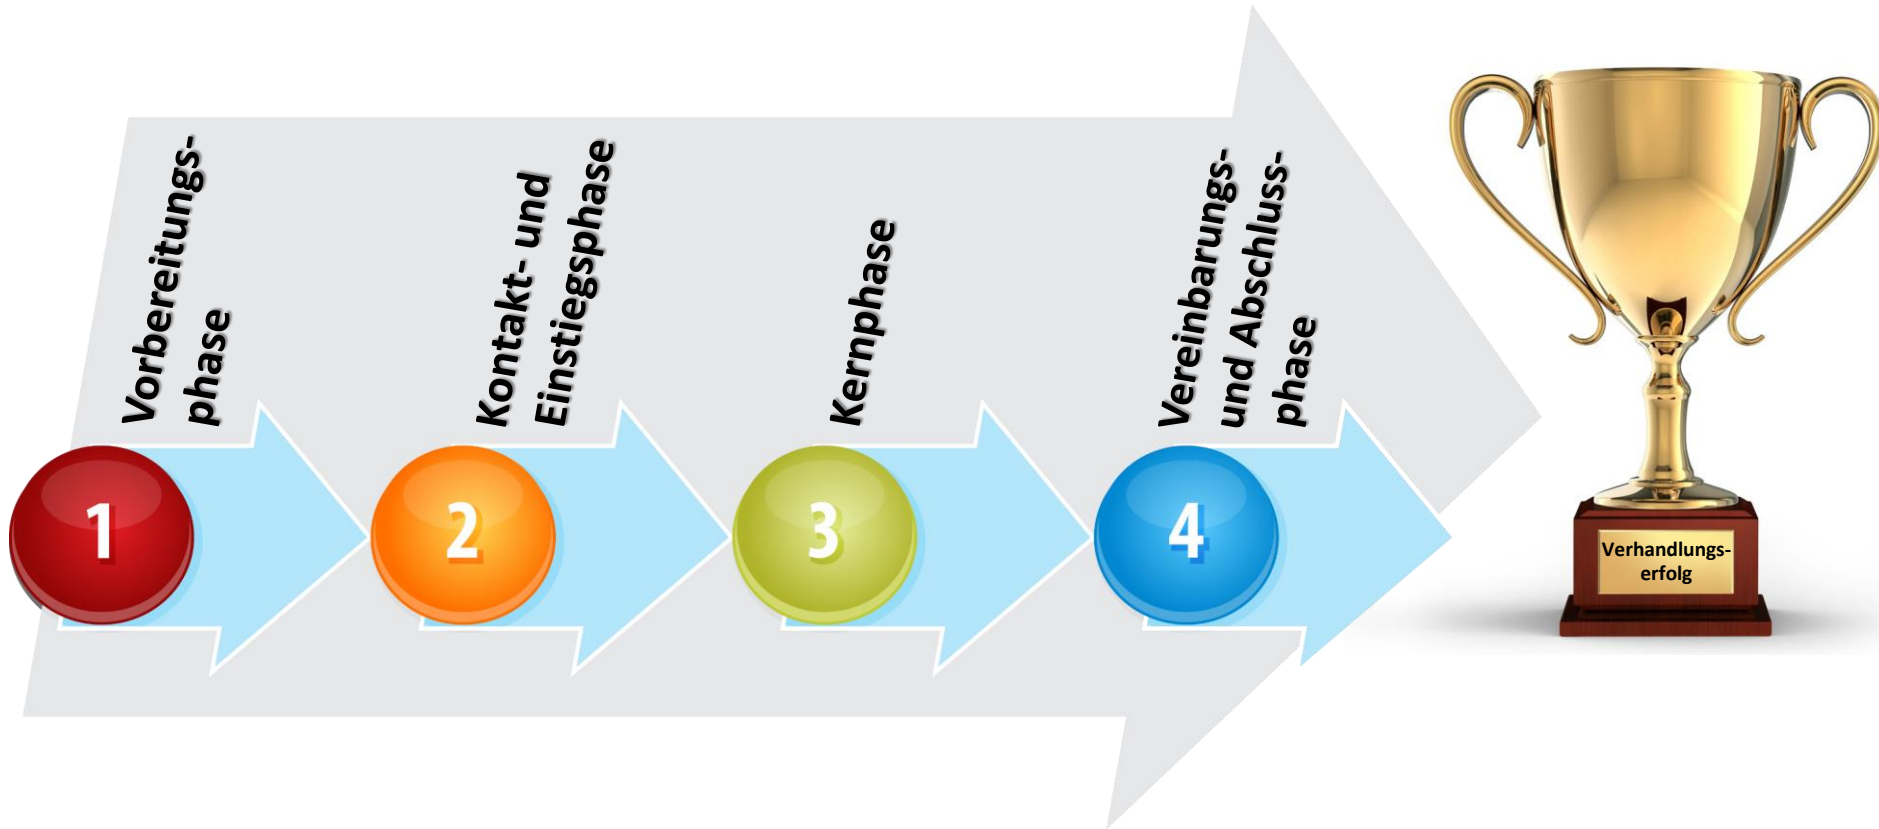 Vorbereitungs-
phase
Kontakt- und
Einstiegsphase
Kernphase
Vereinbarungs-
und Abschluss-
phase
1
2
3
4
Verhandlungs-
erfolg